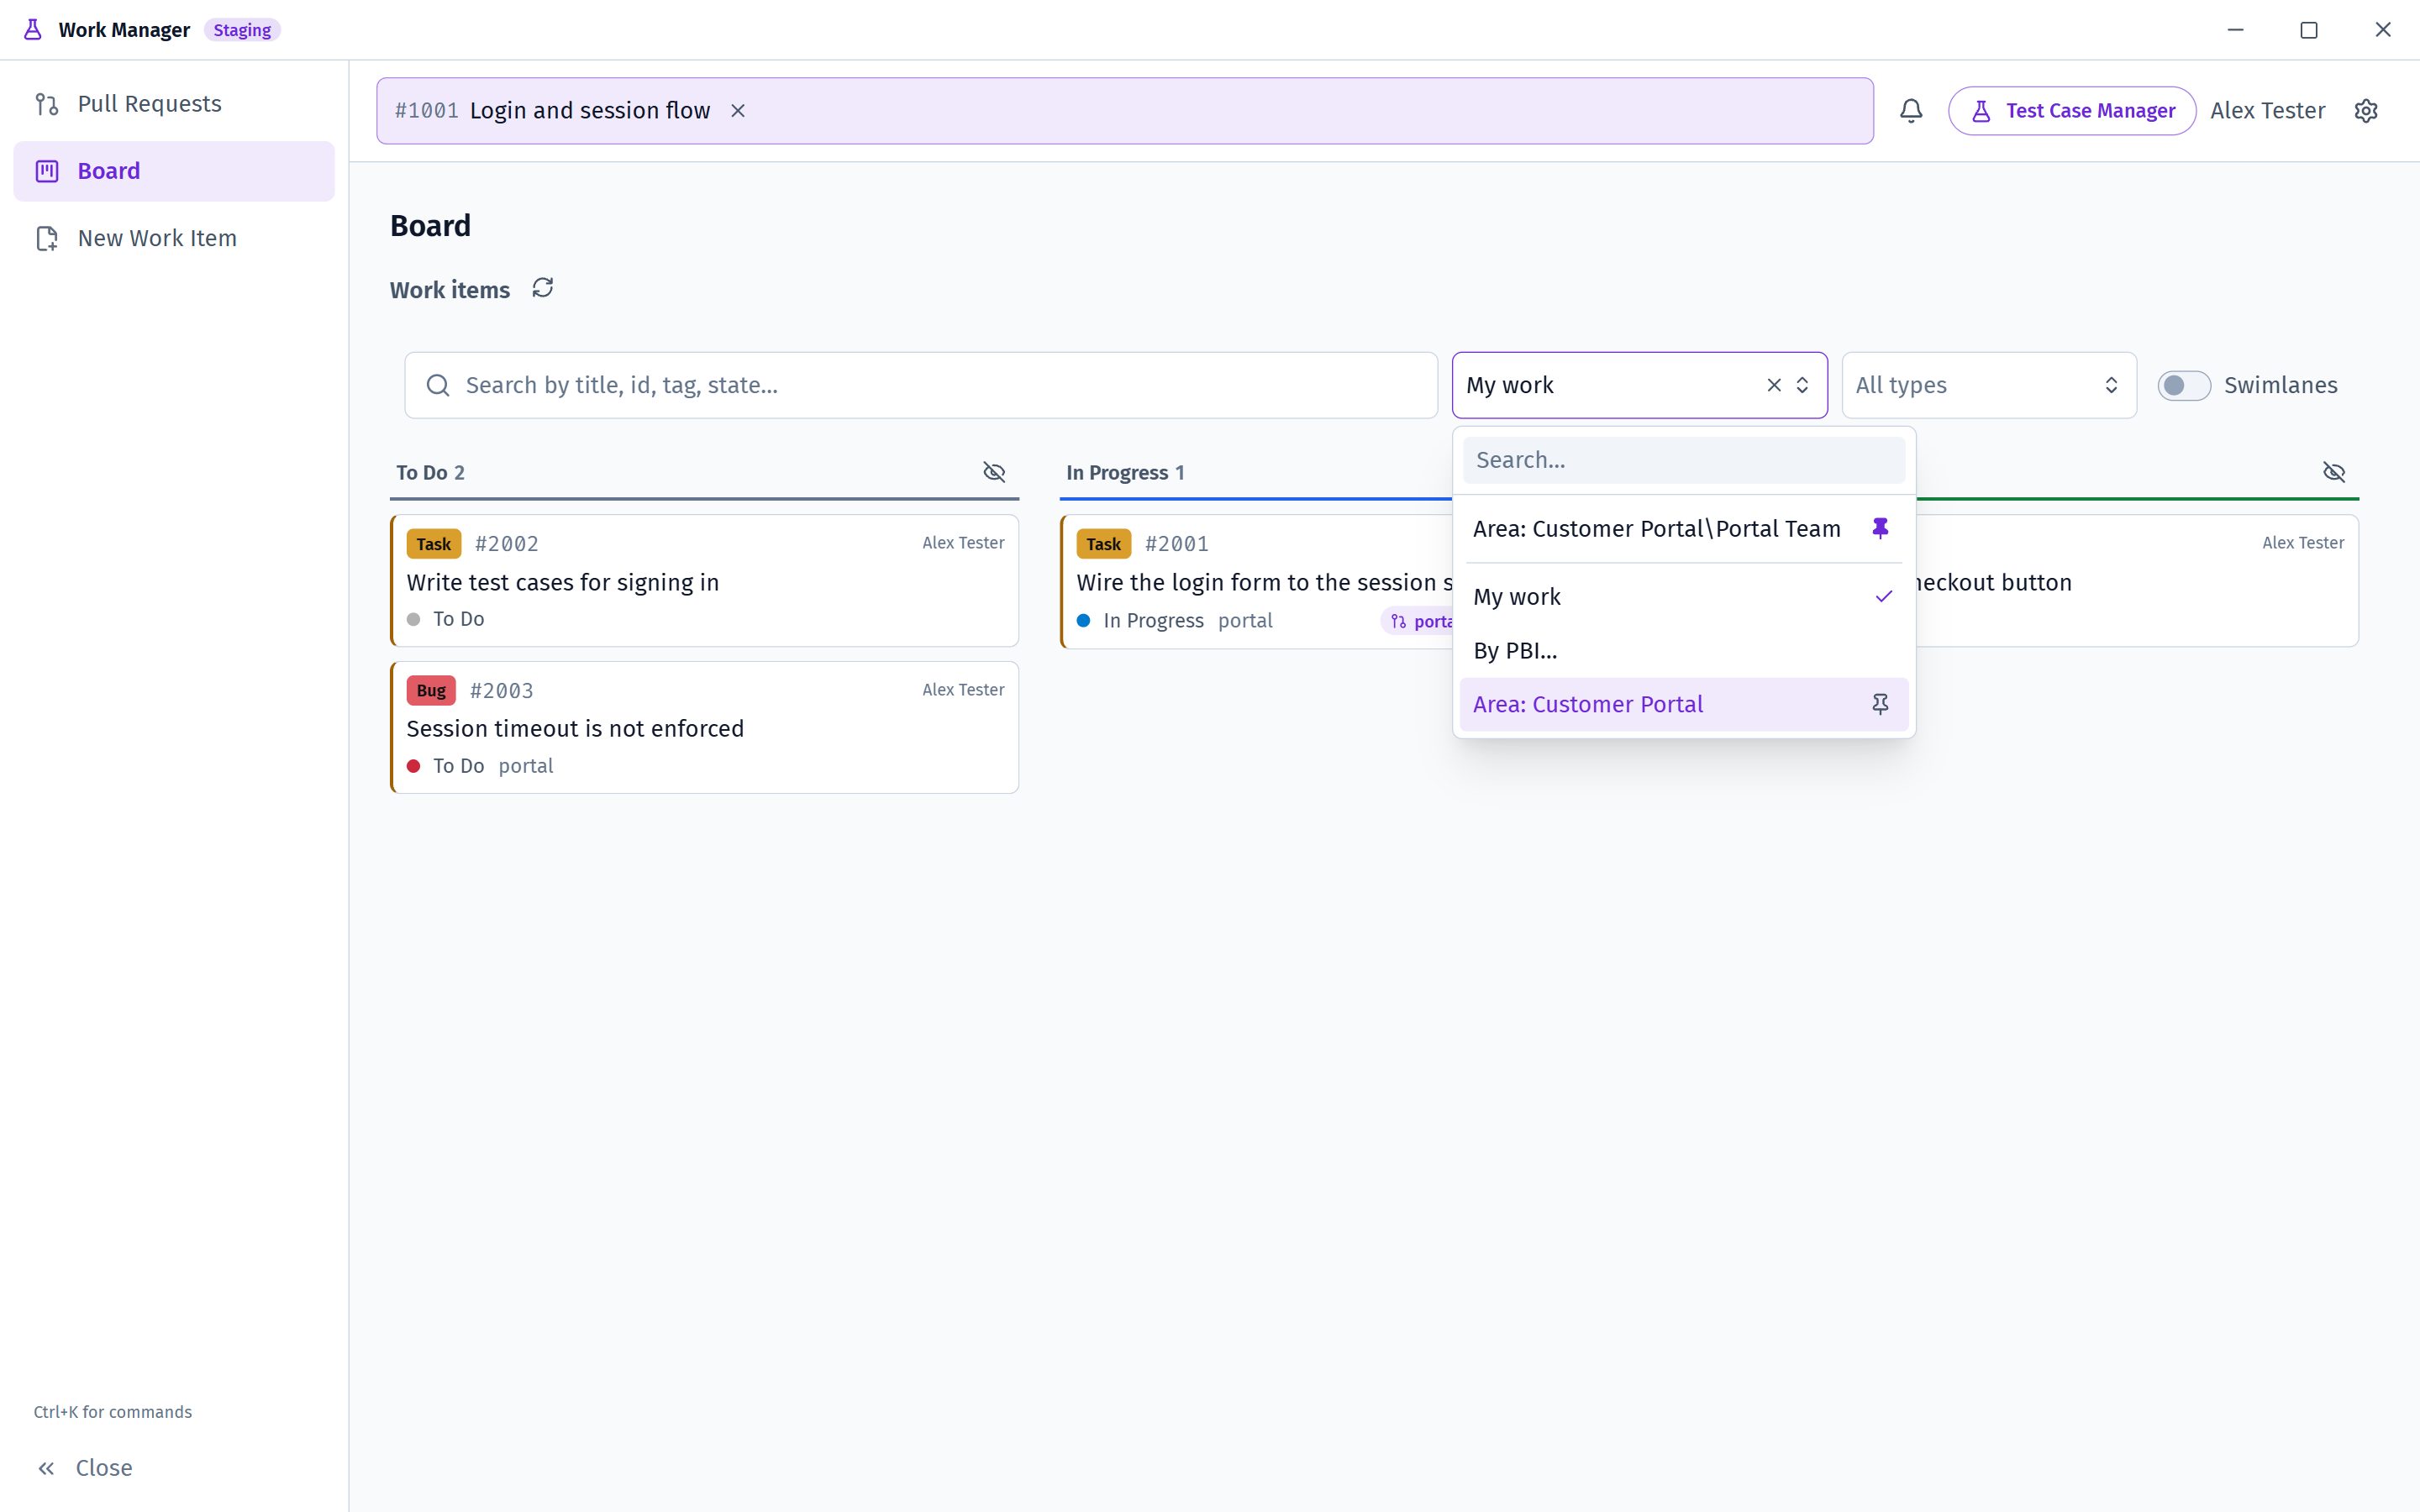 Work Manager Staging
Pull Requests
Board
New Work Item
#1001 Login and session flow
Test Case Manager
Alex Tester
Board
Work items
Search by title, id, tag, state...
My work
All types
Swimlanes
Search...
Area: Customer Portal\Portal Team
My work
By PBI...
Area: Customer Portal
To Do 2
Task #2002 Alex Tester
Write test cases for signing in
To Do
Bug #2003 Alex Tester
Session timeout is not enforced
To Do portal
In Progress 1
Task #2001
Wire the login form to the session
In Progress portal
Alex Tester
button
Ctrl+K for commands
Close